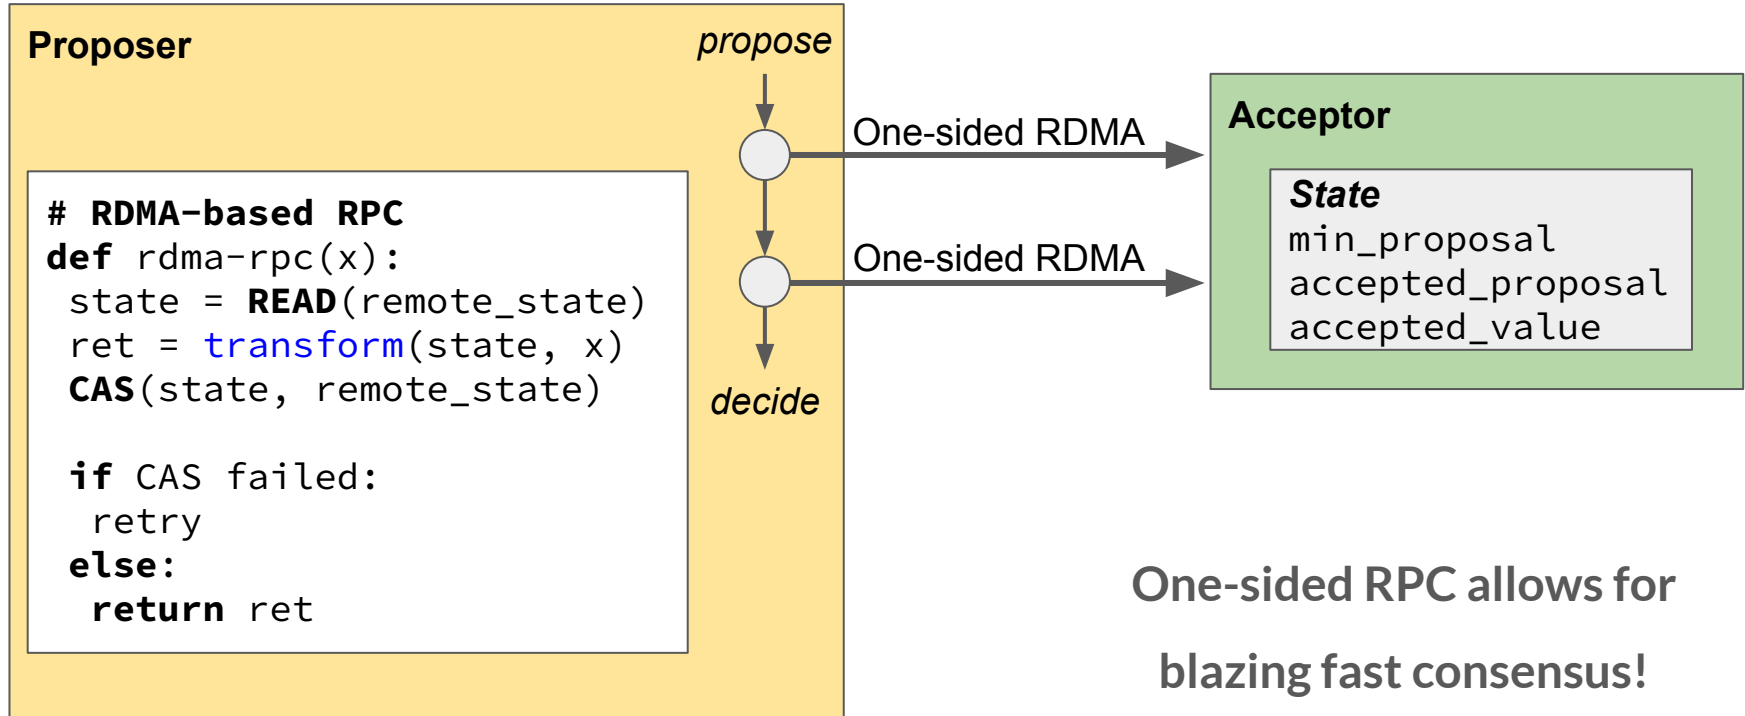 Proposer
# RDMA-based RPC
def rdma-rpc(x):
 state = READ(remote_state)
 ret = transform(state, x)
 CAS(state, remote_state)
 if CAS failed:
  retry
 else:
  return ret
propose
decide
One-sided RDMA
One-sided RDMA
Acceptor
State
min_proposal
accepted_proposal
accepted_value
One-sided RPC allows for
blazing fast consensus!